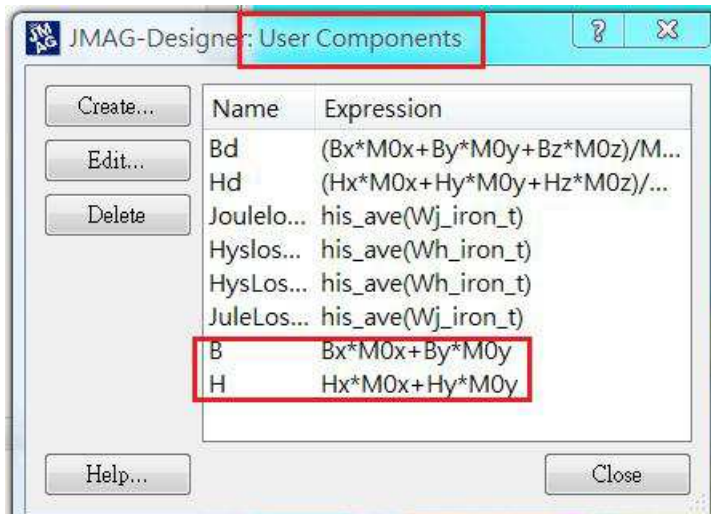 JMAG-Designer: User Components
Create...
Edit...
Delete
Name Expression
Bd (Bx*M0x+By*M0y+Bz*M0z)/M...
Hd (Hx*M0x+Hy*M0y+Hz*M0z)/...
Joulelo... his_ave(Wj_iron_t)
Hyslos... his_ave(Wh_iron_t)
HysLos... his_ave(Wh_iron_t)
JuleLos... his_ave(Wj_iron_t)
B Bx*M0x+By*M0y
H Hx*M0x+Hy*M0y
Help...
Close